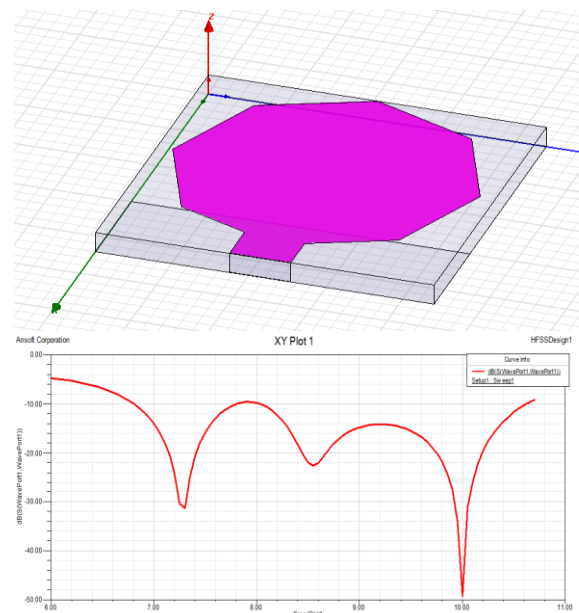 Z
Ansoft Corporation
XY Plot 1
HFSSDesign1
Curve Info
dB(S(WavePort1,WavePort1))
Setup1 : Sweep1
dB(S(WavePort1,WavePort1))
0.00
-10.00
-20.00
-30.00
-40.00
-50.00
6.00
7.00
8.00
9.00
10.00
11.00